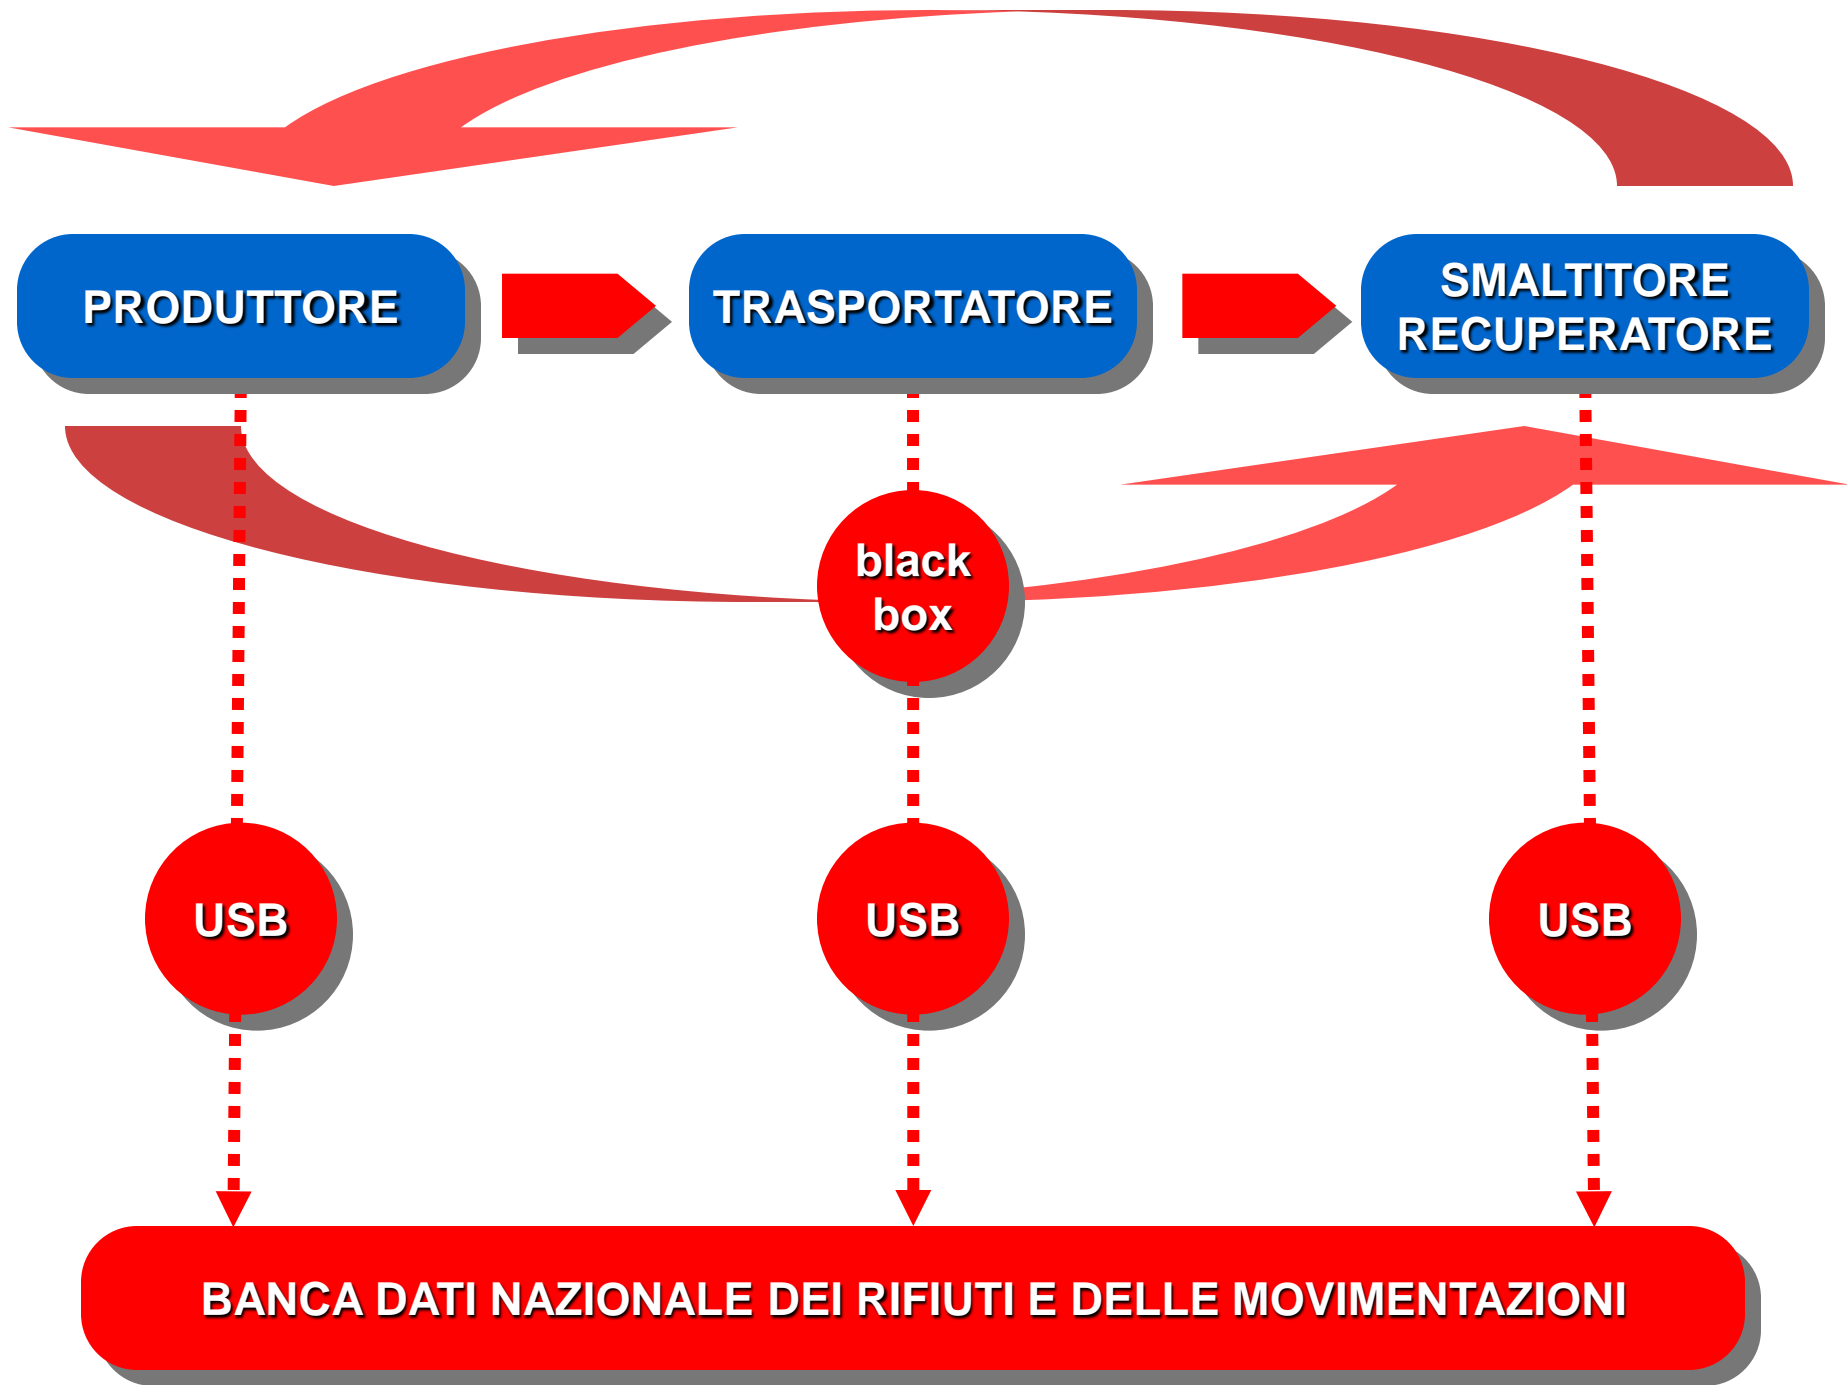 PRODUTTORE
TRASPORTATORE
SMALTITORE
RECUPERATORE
black
box
USB
USB
USB
BANCA DATI NAZIONALE DEI RIFIUTI E DELLE MOVIMENTAZIONI